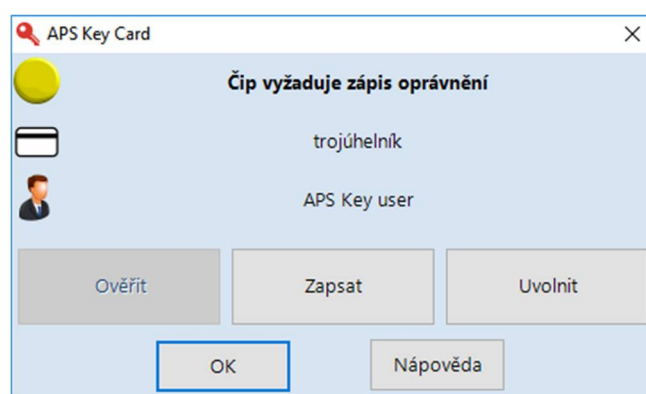 APS Key Card
Čip vyžaduje zápis oprávnění
trojúhelník
APS Key user
Ověřit Zapsat Uvolnit
OK Nápověda